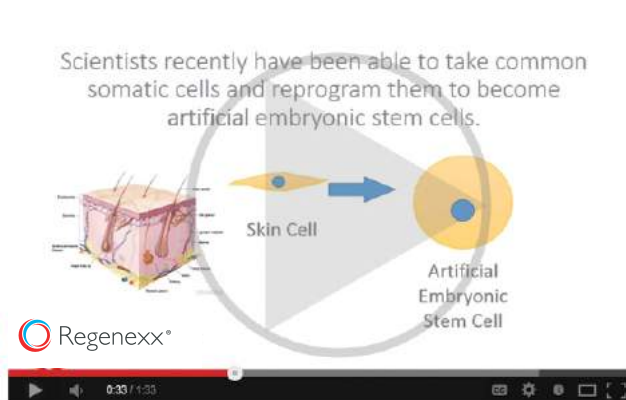 Scientists recently have been able to take common
somatic cells and reprogram them to become
artificial embryonic stem cells.
Skin Cell
Artificial
Embryonic
Stem Cell
Regenexx®
0:33 / 1:33
CC